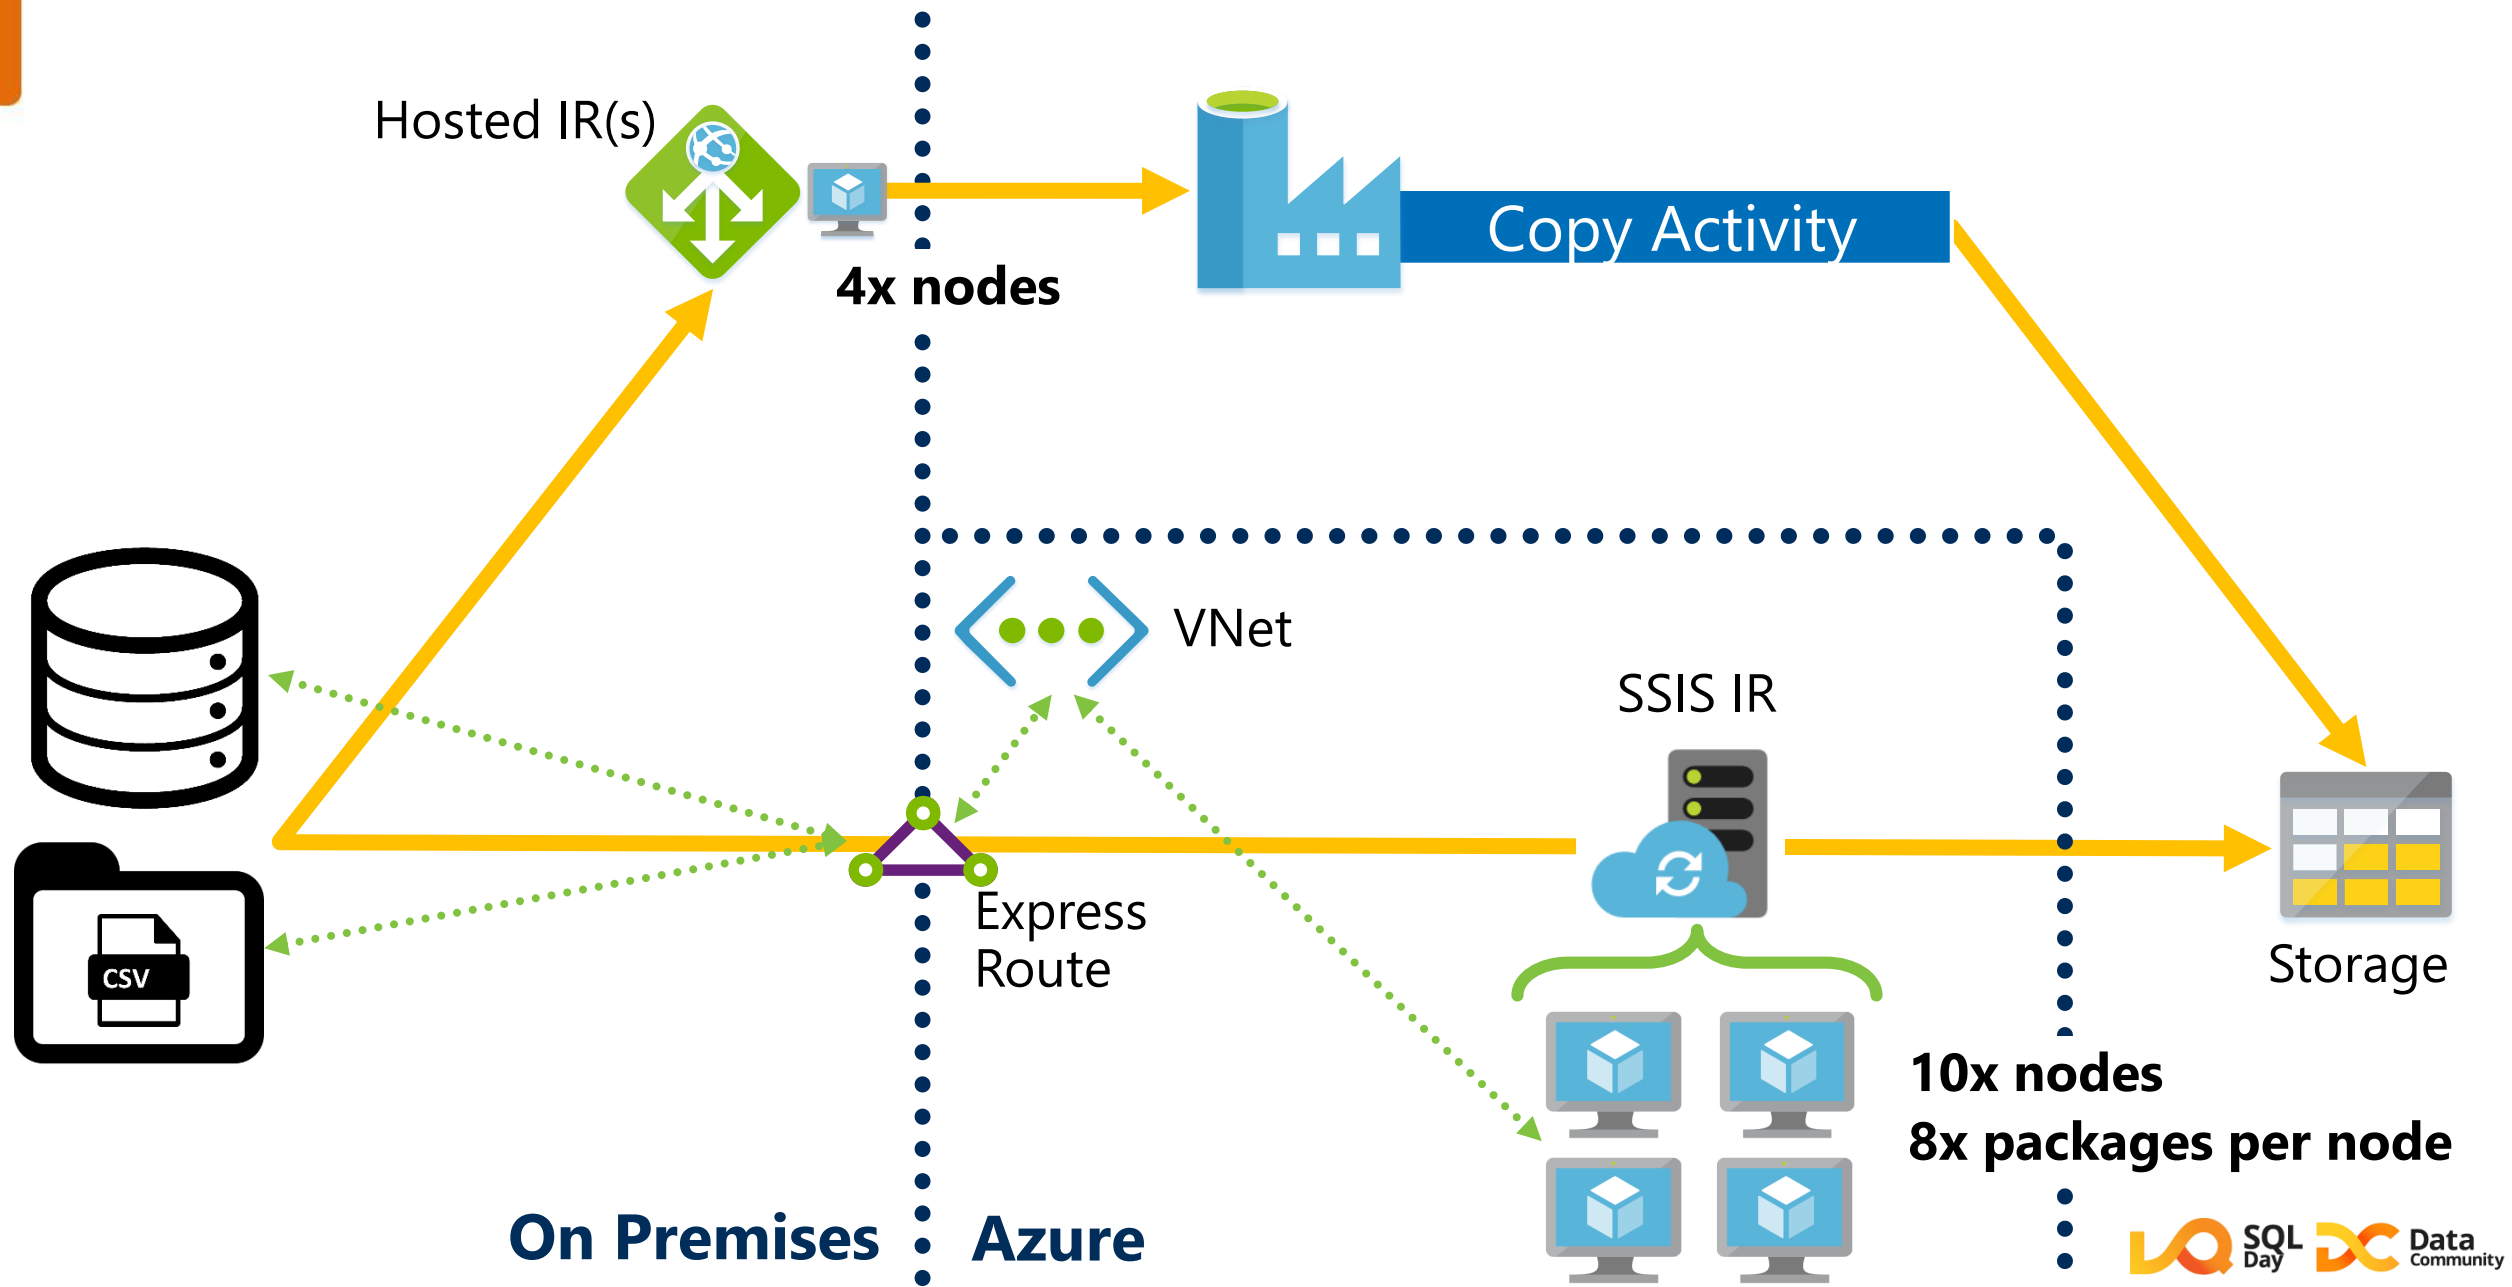 Hosted IR(s)
4x nodes
Copy Activity
VNet
SSIS IR
Express
Route
CSV
Storage
10x nodes
8x packages per node
On Premises
Azure
SQL
Day
Data
Community